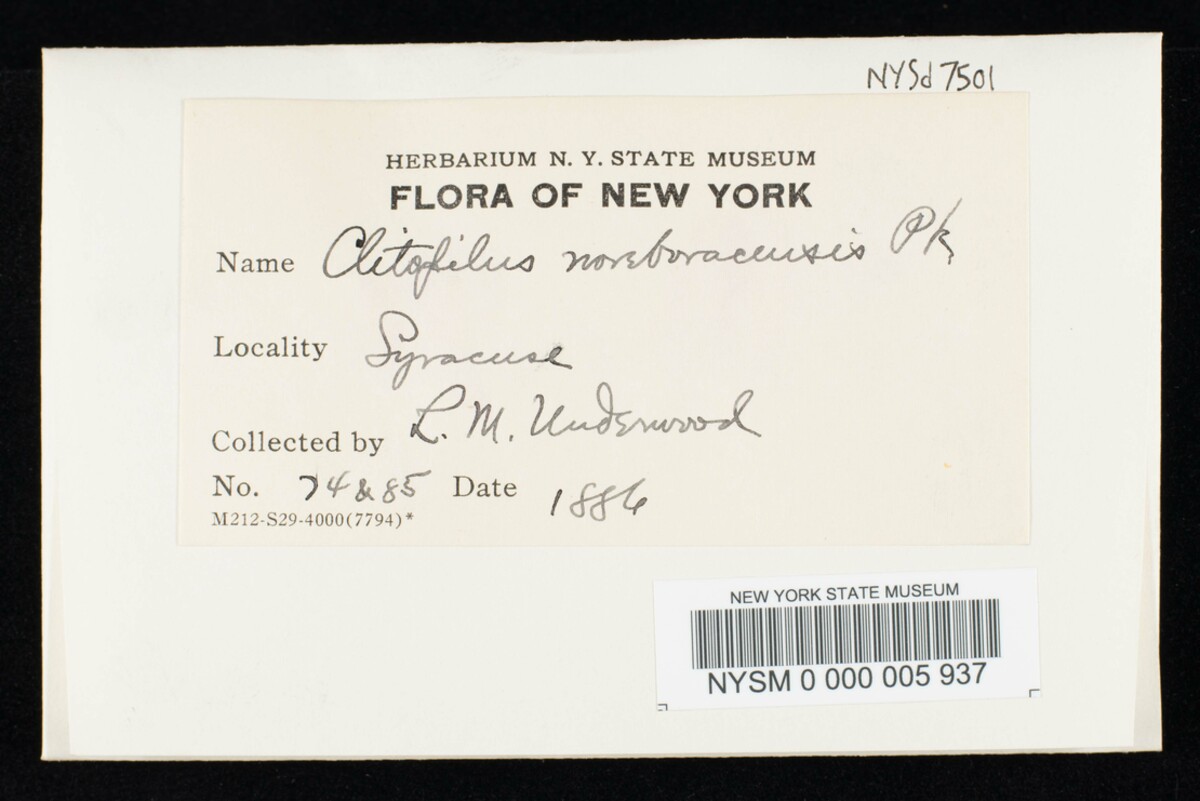 NYSd 7501
HERBARIUM N. Y. STATE MUSEUM
FLORA OF NEW YORK
Name Clitopilus noveboracensis Pk
Locality Syracuse
Collected by L. M. Underwood
No. 74 & 85 Date 1886
M212-S29-4000(7794)*
NEW YORK STATE MUSEUM
NYSM 0 000 005 937